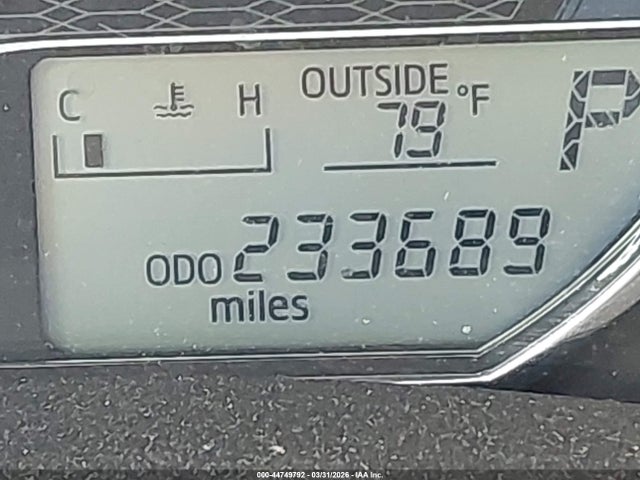 OUTSIDE °F
C H
79
P
ODO 233689
miles
000-44749792 - 03/31/2026 - IAA Inc.